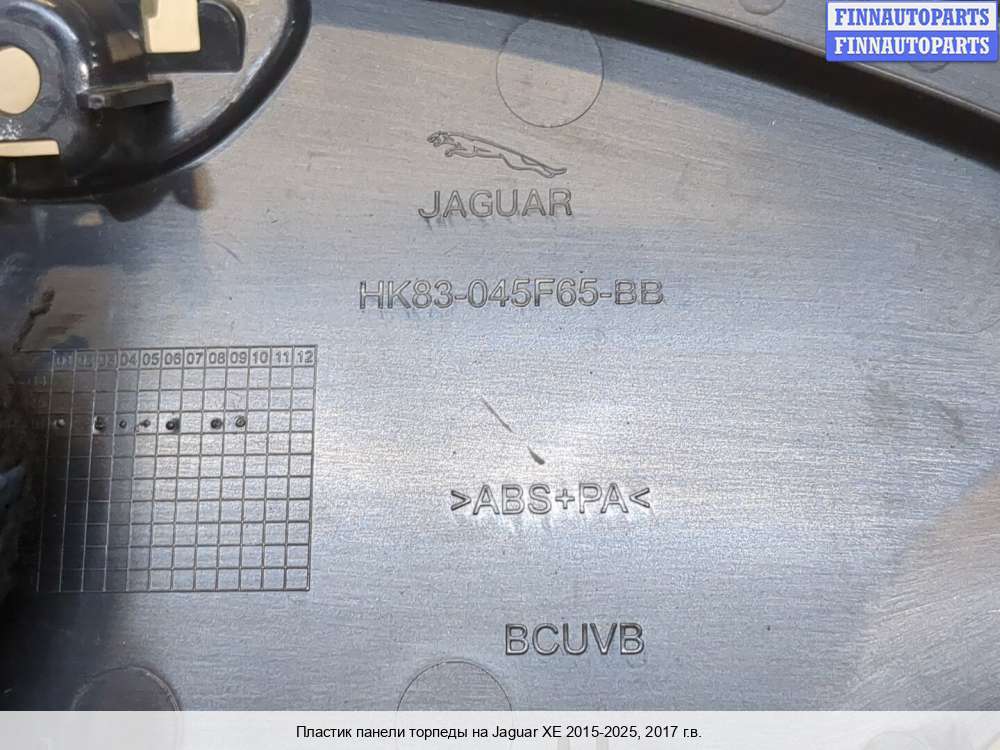 FINNAUTOPARTS
FINNAUTOPARTS
JAGUAR
HK83-045F65-BB
01 02 03 04 05 06 07 08 09 10 11 12
>ABS+PA<
BCUVB
Пластик панели торпеды на Jaguar XE 2015-2025, 2017 г.в.